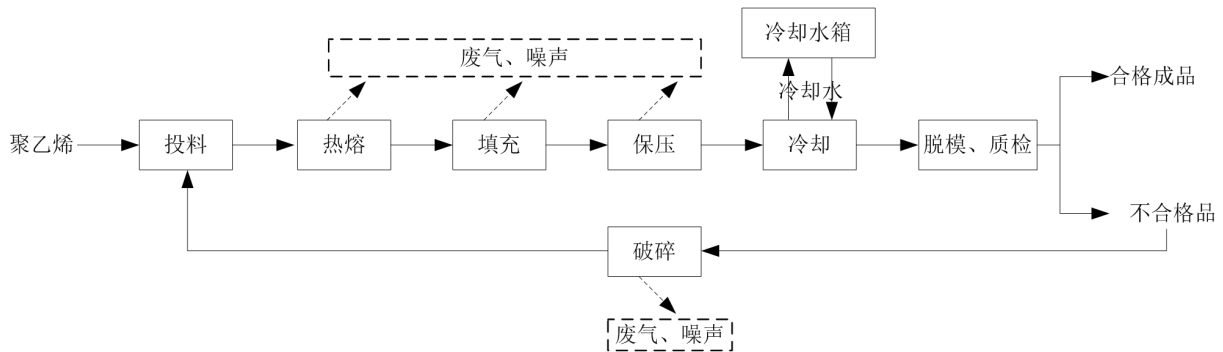 冷却水箱
废气、噪声
冷却水
合格成品
聚乙烯
投料
热熔
填充
保压
冷却
脱模、质检
不合格品
破碎
废气、噪声